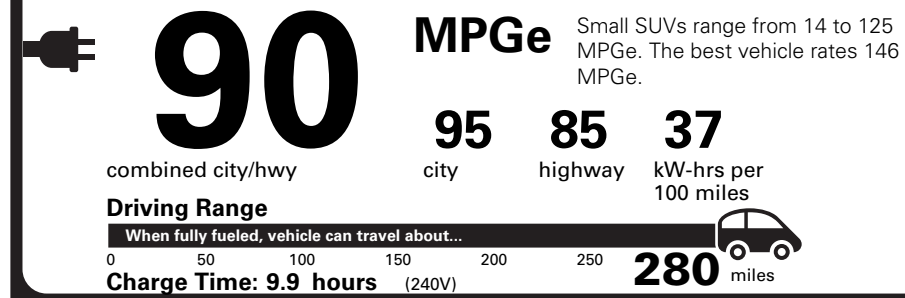 90 MPGe
Small SUVs range from 14 to 125
MPGe. The best vehicle rates 146
MPGe.
combined city/hwy
95
city
85
highway
37
kW-hrs per
100 miles
Driving Range
When fully fueled, vehicle can travel about...
0 50 100 150 200 250 280 miles
Charge Time: 9.9 hours (240V)